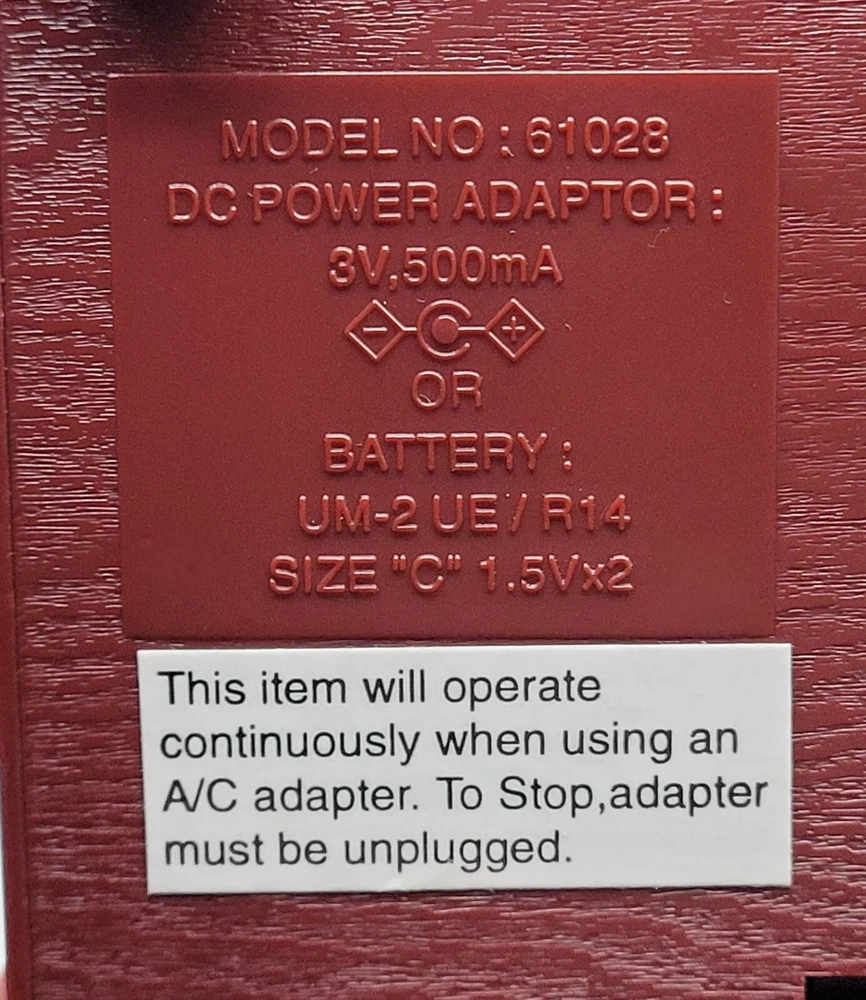 MODEL NO : 61028
DC POWER ADAPTOR :
3V,500mA
- +
OR
BATTERY :
UM-2 UE / R14
SIZE "C" 1.5Vx2
This item will operate
continuously when using an
A/C adapter. To Stop,adapter
must be unplugged.